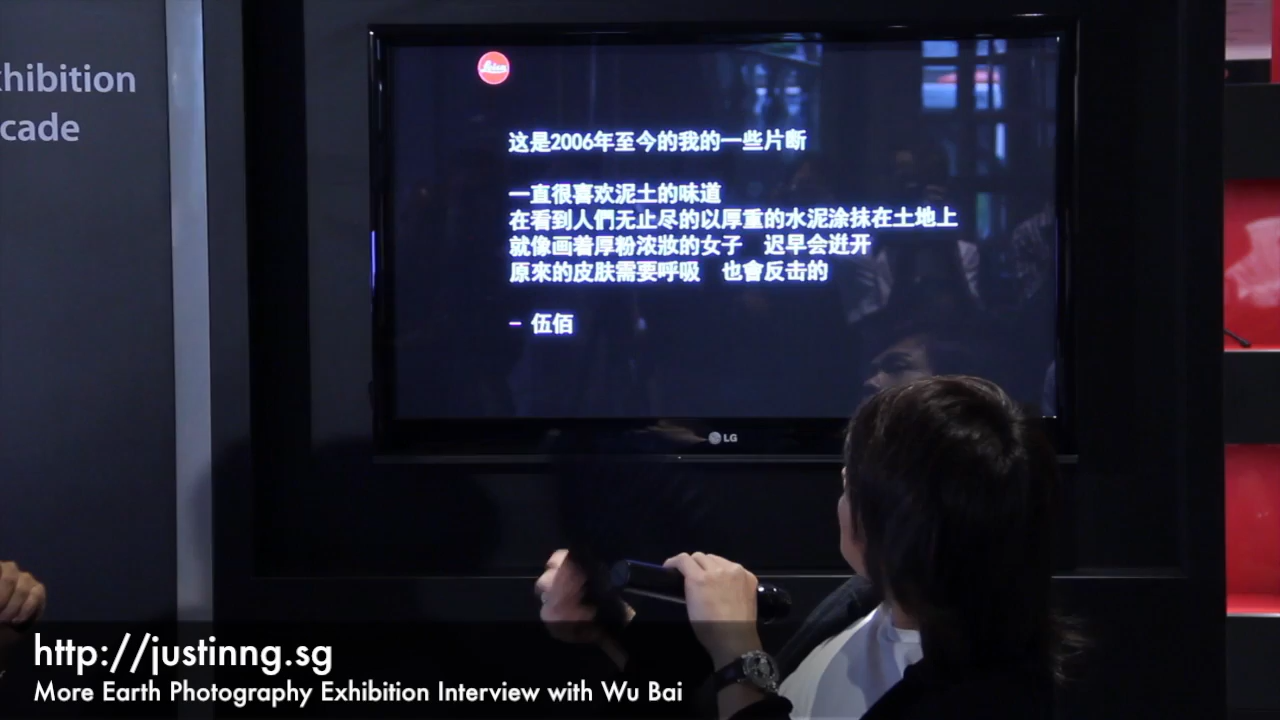 hibition
cade
Leica
这是2006年至今的我的一些片断
一直很喜欢泥土的味道
在看到人們无止尽的以厚重的水泥涂抹在土地上
就像画着厚粉浓妝的女子　迟早会迸开
原來的皮肤需要呼吸　也會反击的
- 伍佰
LG
http://justinng.sg
More Earth Photography Exhibition Interview with Wu Bai